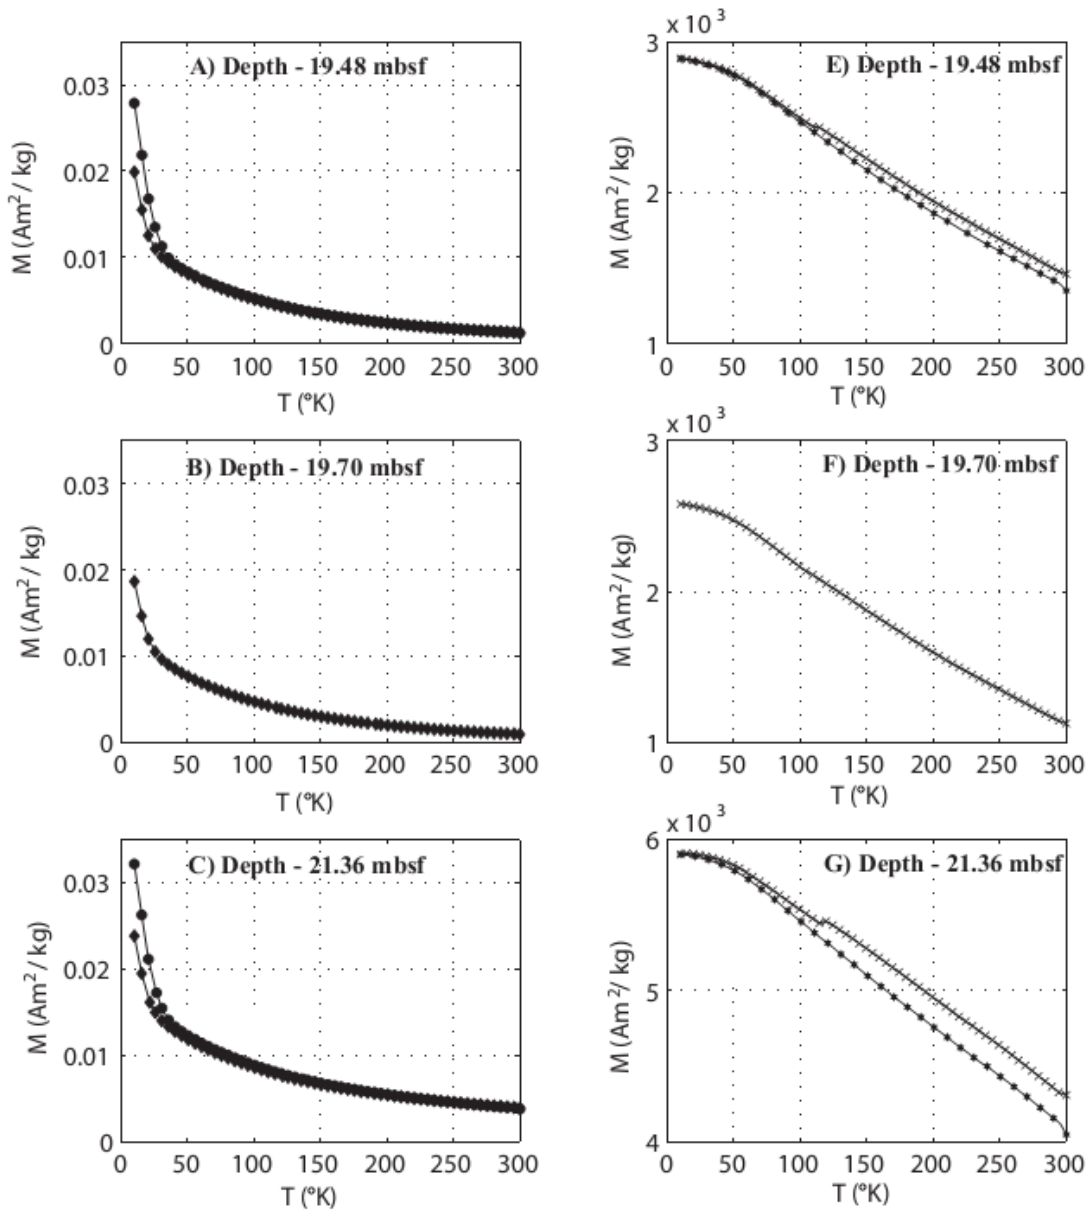 A) Depth - 19.48 mbsf
M (Am²/ kg)
0.03
0.02
0.01
0
0 50 100 150 200 250 300
T (°K)
x 10 ³
E) Depth - 19.48 mbsf
M (Am²/ kg)
3
2
1
0 50 100 150 200 250 300
T (°K)
B) Depth - 19.70 mbsf
M (Am²/ kg)
0.03
0.02
0.01
0
0 50 100 150 200 250 300
T (°K)
x 10 ³
F) Depth - 19.70 mbsf
M (Am²/ kg)
3
2
1
0 50 100 150 200 250 300
T (°K)
C) Depth - 21.36 mbsf
M (Am²/ kg)
0.03
0.02
0.01
0
0 50 100 150 200 250 300
T (°K)
x 10 ³
G) Depth - 21.36 mbsf
M (Am²/ kg)
6
5
4
0 50 100 150 200 250 300
T (°K)